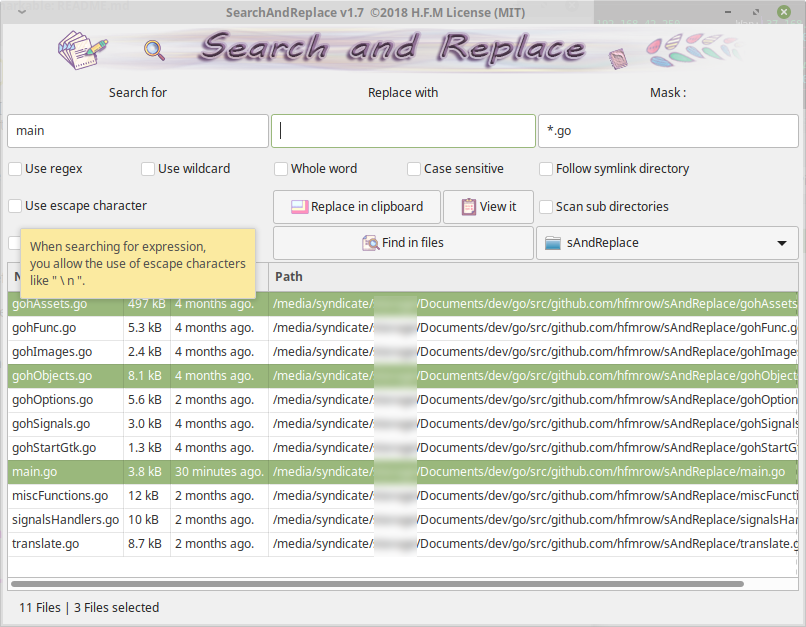 SearchAndReplace v1.7 ©2018 H.F.M License (MIT)
Search and Replace
Search for
Replace with
Mask :
main
*.go
Use regex
Use wildcard
Whole word
Case sensitive
Follow symlink directory
Use escape character
Replace in clipboard
View it
Scan sub directories
When searching for expression,
you allow the use of escape characters
like " \ n ".
Find in files
sAndReplace
Path
gohAssets.go 497 kB 4 months ago. /media/syndicate/ /Documents/dev/go/src/github.com/hfmrow/sAndReplace/gohAssets
gohFunc.go 5.3 kB 4 months ago. /media/syndicate/ /Documents/dev/go/src/github.com/hfmrow/sAndReplace/gohFunc.g
gohImages.go 2.4 kB 4 months ago. /media/syndicate/ /Documents/dev/go/src/github.com/hfmrow/sAndReplace/gohImage
gohObjects.go 8.1 kB 4 months ago. /media/syndicate/ /Documents/dev/go/src/github.com/hfmrow/sAndReplace/gohObject
gohOptions.go 5.6 kB 2 months ago. /media/syndicate/ /Documents/dev/go/src/github.com/hfmrow/sAndReplace/gohOption
gohSignals.go 3.0 kB 4 months ago. /media/syndicate/ /Documents/dev/go/src/github.com/hfmrow/sAndReplace/gohSignals
gohStartGtk.go 1.3 kB 4 months ago. /media/syndicate/ /Documents/dev/go/src/github.com/hfmrow/sAndReplace/gohStartG
main.go 3.8 kB 30 minutes ago. /media/syndicate/ /Documents/dev/go/src/github.com/hfmrow/sAndReplace/main.go
miscFunctions.go 12 kB 2 months ago. /media/syndicate/ /Documents/dev/go/src/github.com/hfmrow/sAndReplace/miscFuncti
signalsHandlers.go 10 kB 2 months ago. /media/syndicate/ /Documents/dev/go/src/github.com/hfmrow/sAndReplace/signalsHan
translate.go 8.7 kB 2 months ago. /media/syndicate/ /Documents/dev/go/src/github.com/hfmrow/sAndReplace/translate.g
11 Files | 3 Files selected